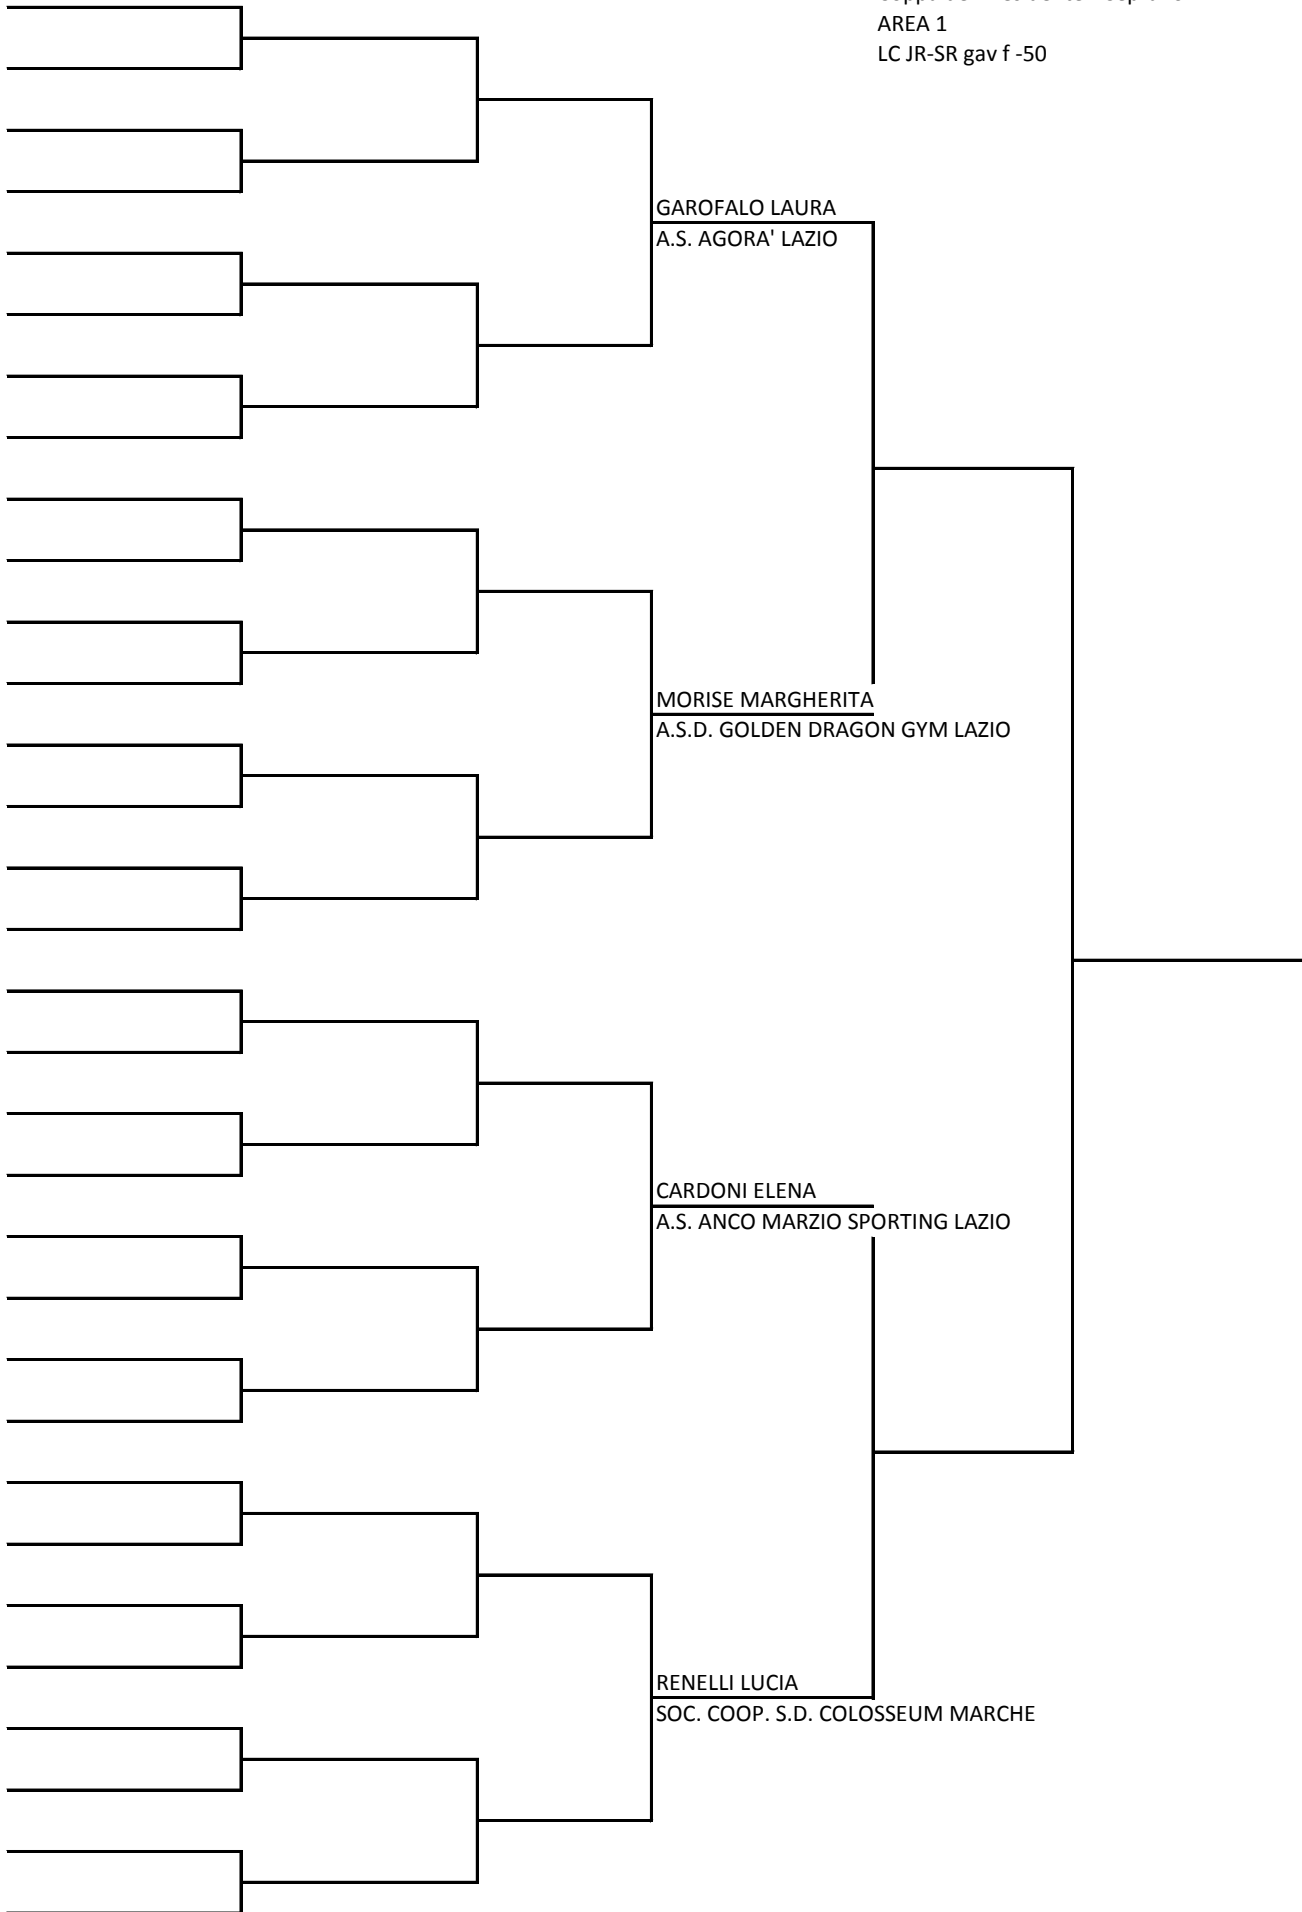 AREA 1
LC JR-SR gav f -50
GAROFALO LAURA
A.S. AGORA' LAZIO
MORISE MARGHERITA
A.S.D. GOLDEN DRAGON GYM LAZIO
CARDONI ELENA
A.S. ANCO MARZIO SPORTING LAZIO
RENELLI LUCIA
SOC. COOP. S.D. COLOSSEUM MARCHE